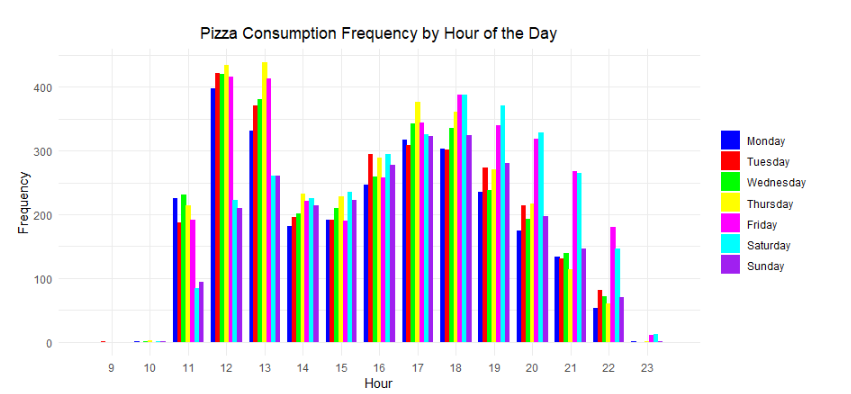 Pizza Consumption Frequency by Hour of the Day
Frequency
400
300
200
100
0
9 10 11 12 13 14 15 16 17 18 19 20 21 22 23
Hour
Monday
Tuesday
Wednesday
Thursday
Friday
Saturday
Sunday